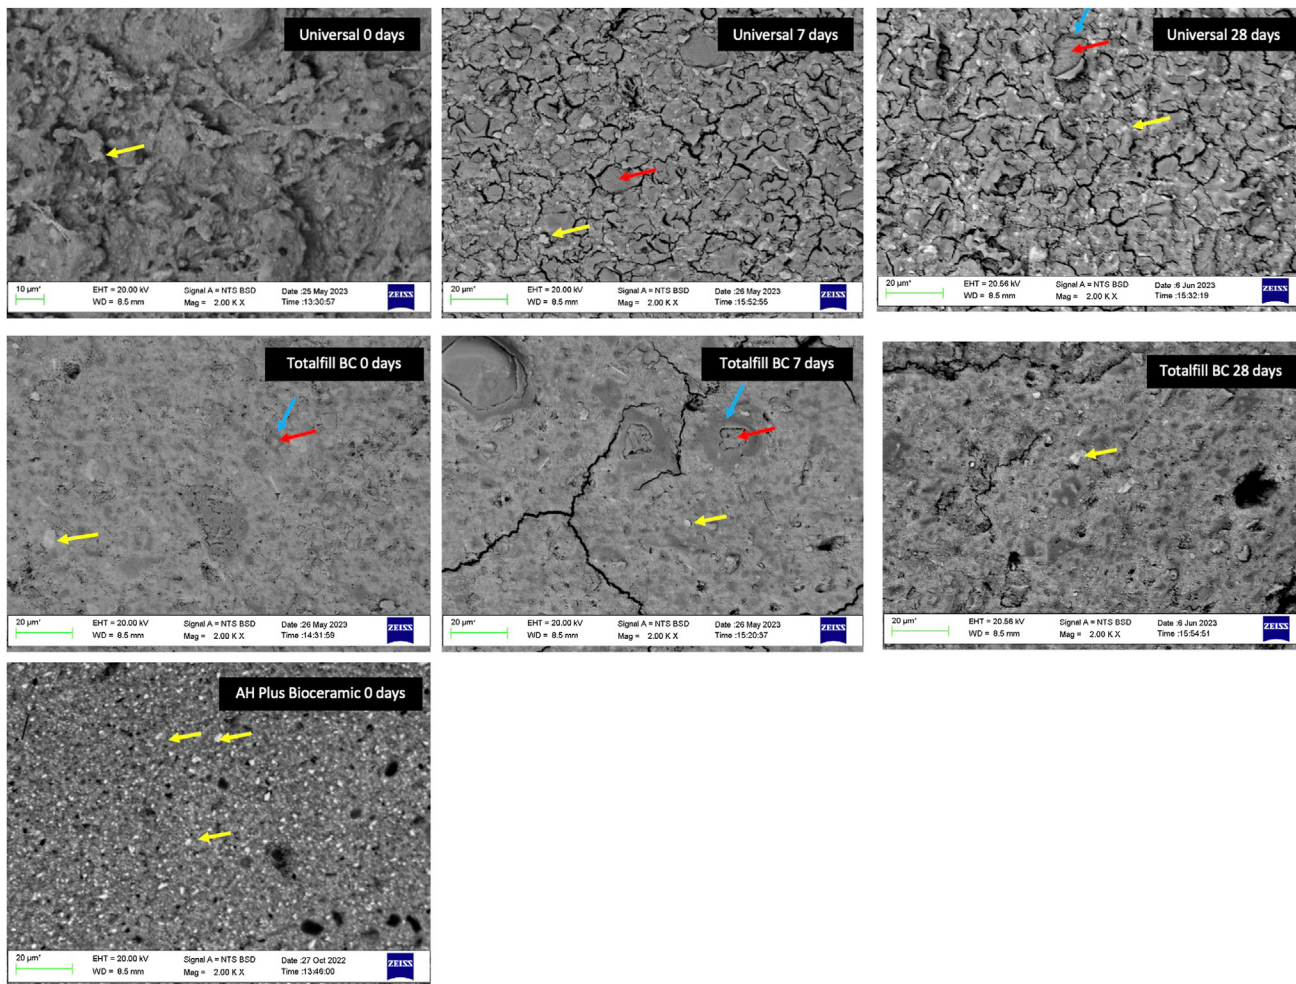 Universal 0 days
10 µm*
EHT = 20.00 kV Signal A = NTS BSD Date :25 May 2023
WD = 8.5 mm Mag = 2.00 K X Time :13:30:57
ZEISS
Universal 7 days
20 µm*
EHT = 20.00 kV Signal A = NTS BSD Date :26 May 2023
WD = 8.5 mm Mag = 2.00 K X Time :15:52:55
ZEISS
Universal 28 days
20 µm*
EHT = 20.56 kV Signal A = NTS BSD Date :6 Jun 2023
WD = 8.5 mm Mag = 2.00 K X Time :15:32:19
ZEISS
Totalfill BC 0 days
20 µm*
EHT = 20.00 kV Signal A = NTS BSD Date :26 May 2023
WD = 8.5 mm Mag = 2.00 K X Time :14:31:59
ZEISS
Totalfill BC 7 days
20 µm*
EHT = 20.00 kV Signal A = NTS BSD Date :26 May 2023
WD = 8.5 mm Mag = 2.00 K X Time :15:20:37
ZEISS
Totalfill BC 28 days
20 µm*
EHT = 20.56 kV Signal A = NTS BSD Date :6 Jun 2023
WD = 8.5 mm Mag = 2.00 K X Time :15:54:51
ZEISS
AH Plus Bioceramic 0 days
20 µm*
EHT = 20.00 kV Signal A = NTS BSD Date :27 Oct 2022
WD = 8.5 mm Mag = 2.00 K X Time :13:46:00
ZEISS